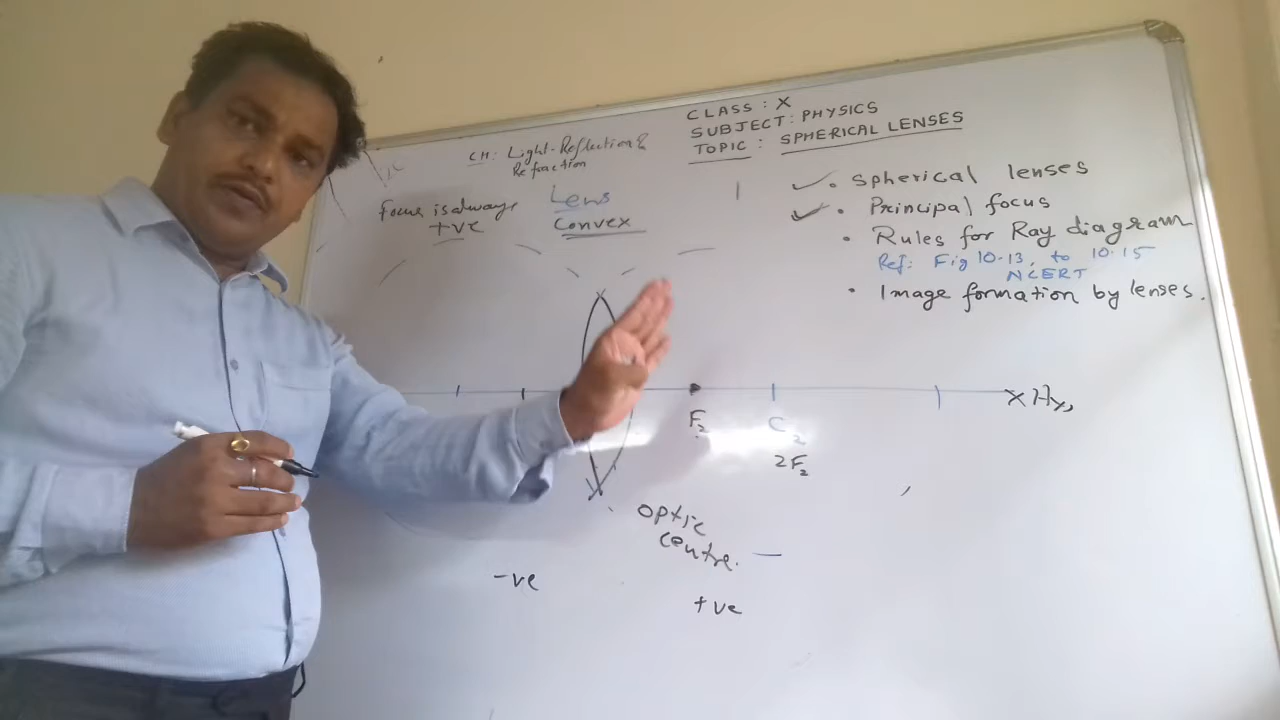 CLASS : X
SUBJECT: PHYSICS
TOPIC : SPHERICAL LENSES
CH: Light-Reflection &
Refraction
Focus is always
+ve
Lens
Convex
✓ • Spherical lenses
✓ • Principal focus
• Rules for Ray diagram
Ref: Fig 10.13, to 10.15
NCERT
• Image formation by lenses.
F2
C2
2F2
X
optic
centre.
-ve
+ve